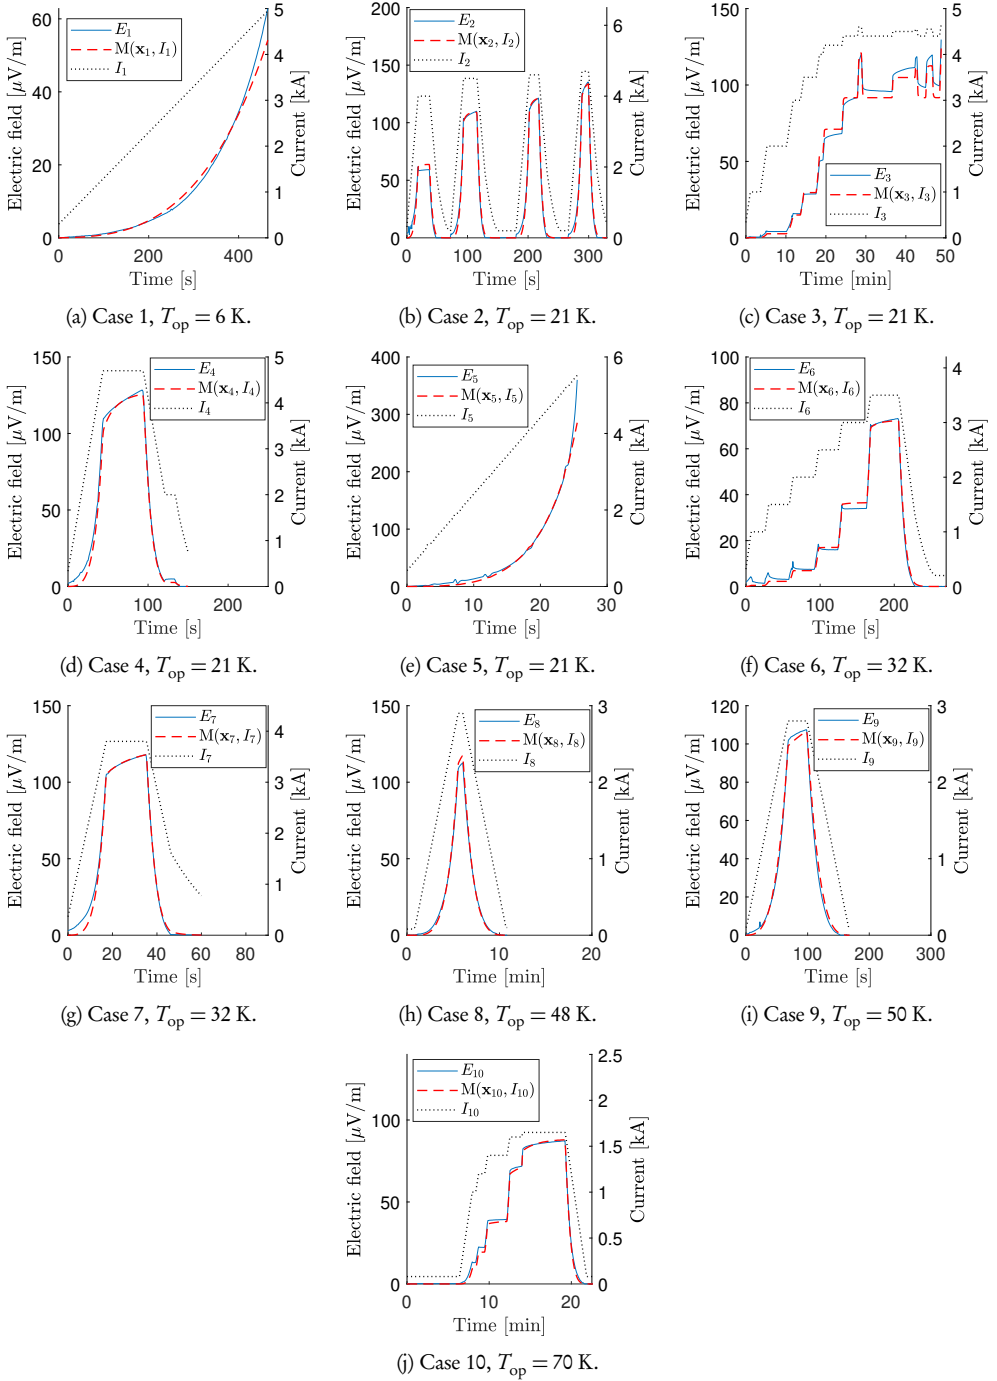 Electric field [μV/m]
60
40
20
0
0 200 400
Time [s]
5
4
3
2
1
0
Current [kA]
E₁
M(x₁, I₁)
I₁
(a) Case 1, T_op = 6 K.
Electric field [μV/m]
200
150
100
50
0
0 100 200 300
Time [s]
6
4
2
0
Current [kA]
E₂
M(x₂, I₂)
I₂
(b) Case 2, T_op = 21 K.
Electric field [μV/m]
150
100
50
0
0 10 20 30 40 50
Time [min]
5
4
3
2
1
0
Current [kA]
E₃
M(x₃, I₃)
I₃
(c) Case 3, T_op = 21 K.
Electric field [μV/m]
150
100
50
0
0 100 200
Time [s]
5
4
3
2
1
0
Current [kA]
E₄
M(x₄, I₄)
I₄
(d) Case 4, T_op = 21 K.
Electric field [μV/m]
400
300
200
100
0
0 10 20 30
Time [s]
6
4
2
0
Current [kA]
E₅
M(x₅, I₅)
I₅
(e) Case 5, T_op = 21 K.
Electric field [μV/m]
100
80
60
40
20
0
0 100 200
Time [s]
4
3
2
1
0
Current [kA]
E₆
M(x₆, I₆)
I₆
(f) Case 6, T_op = 32 K.
Electric field [μV/m]
150
100
50
0
0 20 40 60 80
Time [s]
4
3
2
1
0
Current [kA]
E₇
M(x₇, I₇)
I₇
(g) Case 7, T_op = 32 K.
Electric field [μV/m]
150
100
50
0
0 10 20
Time [min]
3
2
1
0
Current [kA]
E₈
M(x₈, I₈)
I₈
(h) Case 8, T_op = 48 K.
Electric field [μV/m]
120
100
80
60
40
20
0
0 100 200 300
Time [s]
3
2
1
0
Current [kA]
E₉
M(x₉, I₉)
I₉
(i) Case 9, T_op = 50 K.
Electric field [μV/m]
100
50
0
0 10 20
Time [min]
2.5
2
1.5
1
0.5
0
Current [kA]
E₁₀
M(x₁₀, I₁₀)
I₁₀
(j) Case 10, T_op = 70 K.